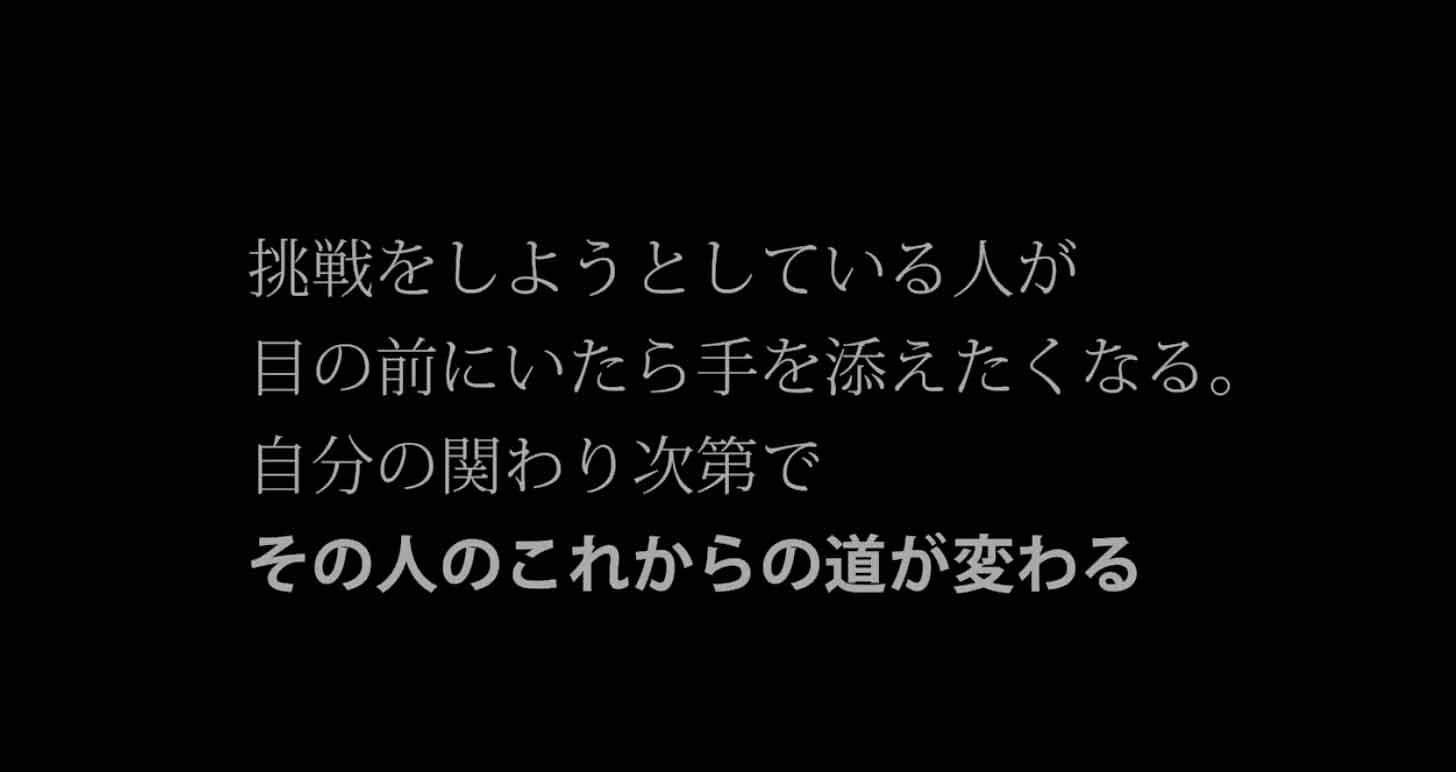 挑戦をしようとしている人が
目の前にいたら手を添えたくなる。
自分の関わり次第で
その人のこれからの道が変わる